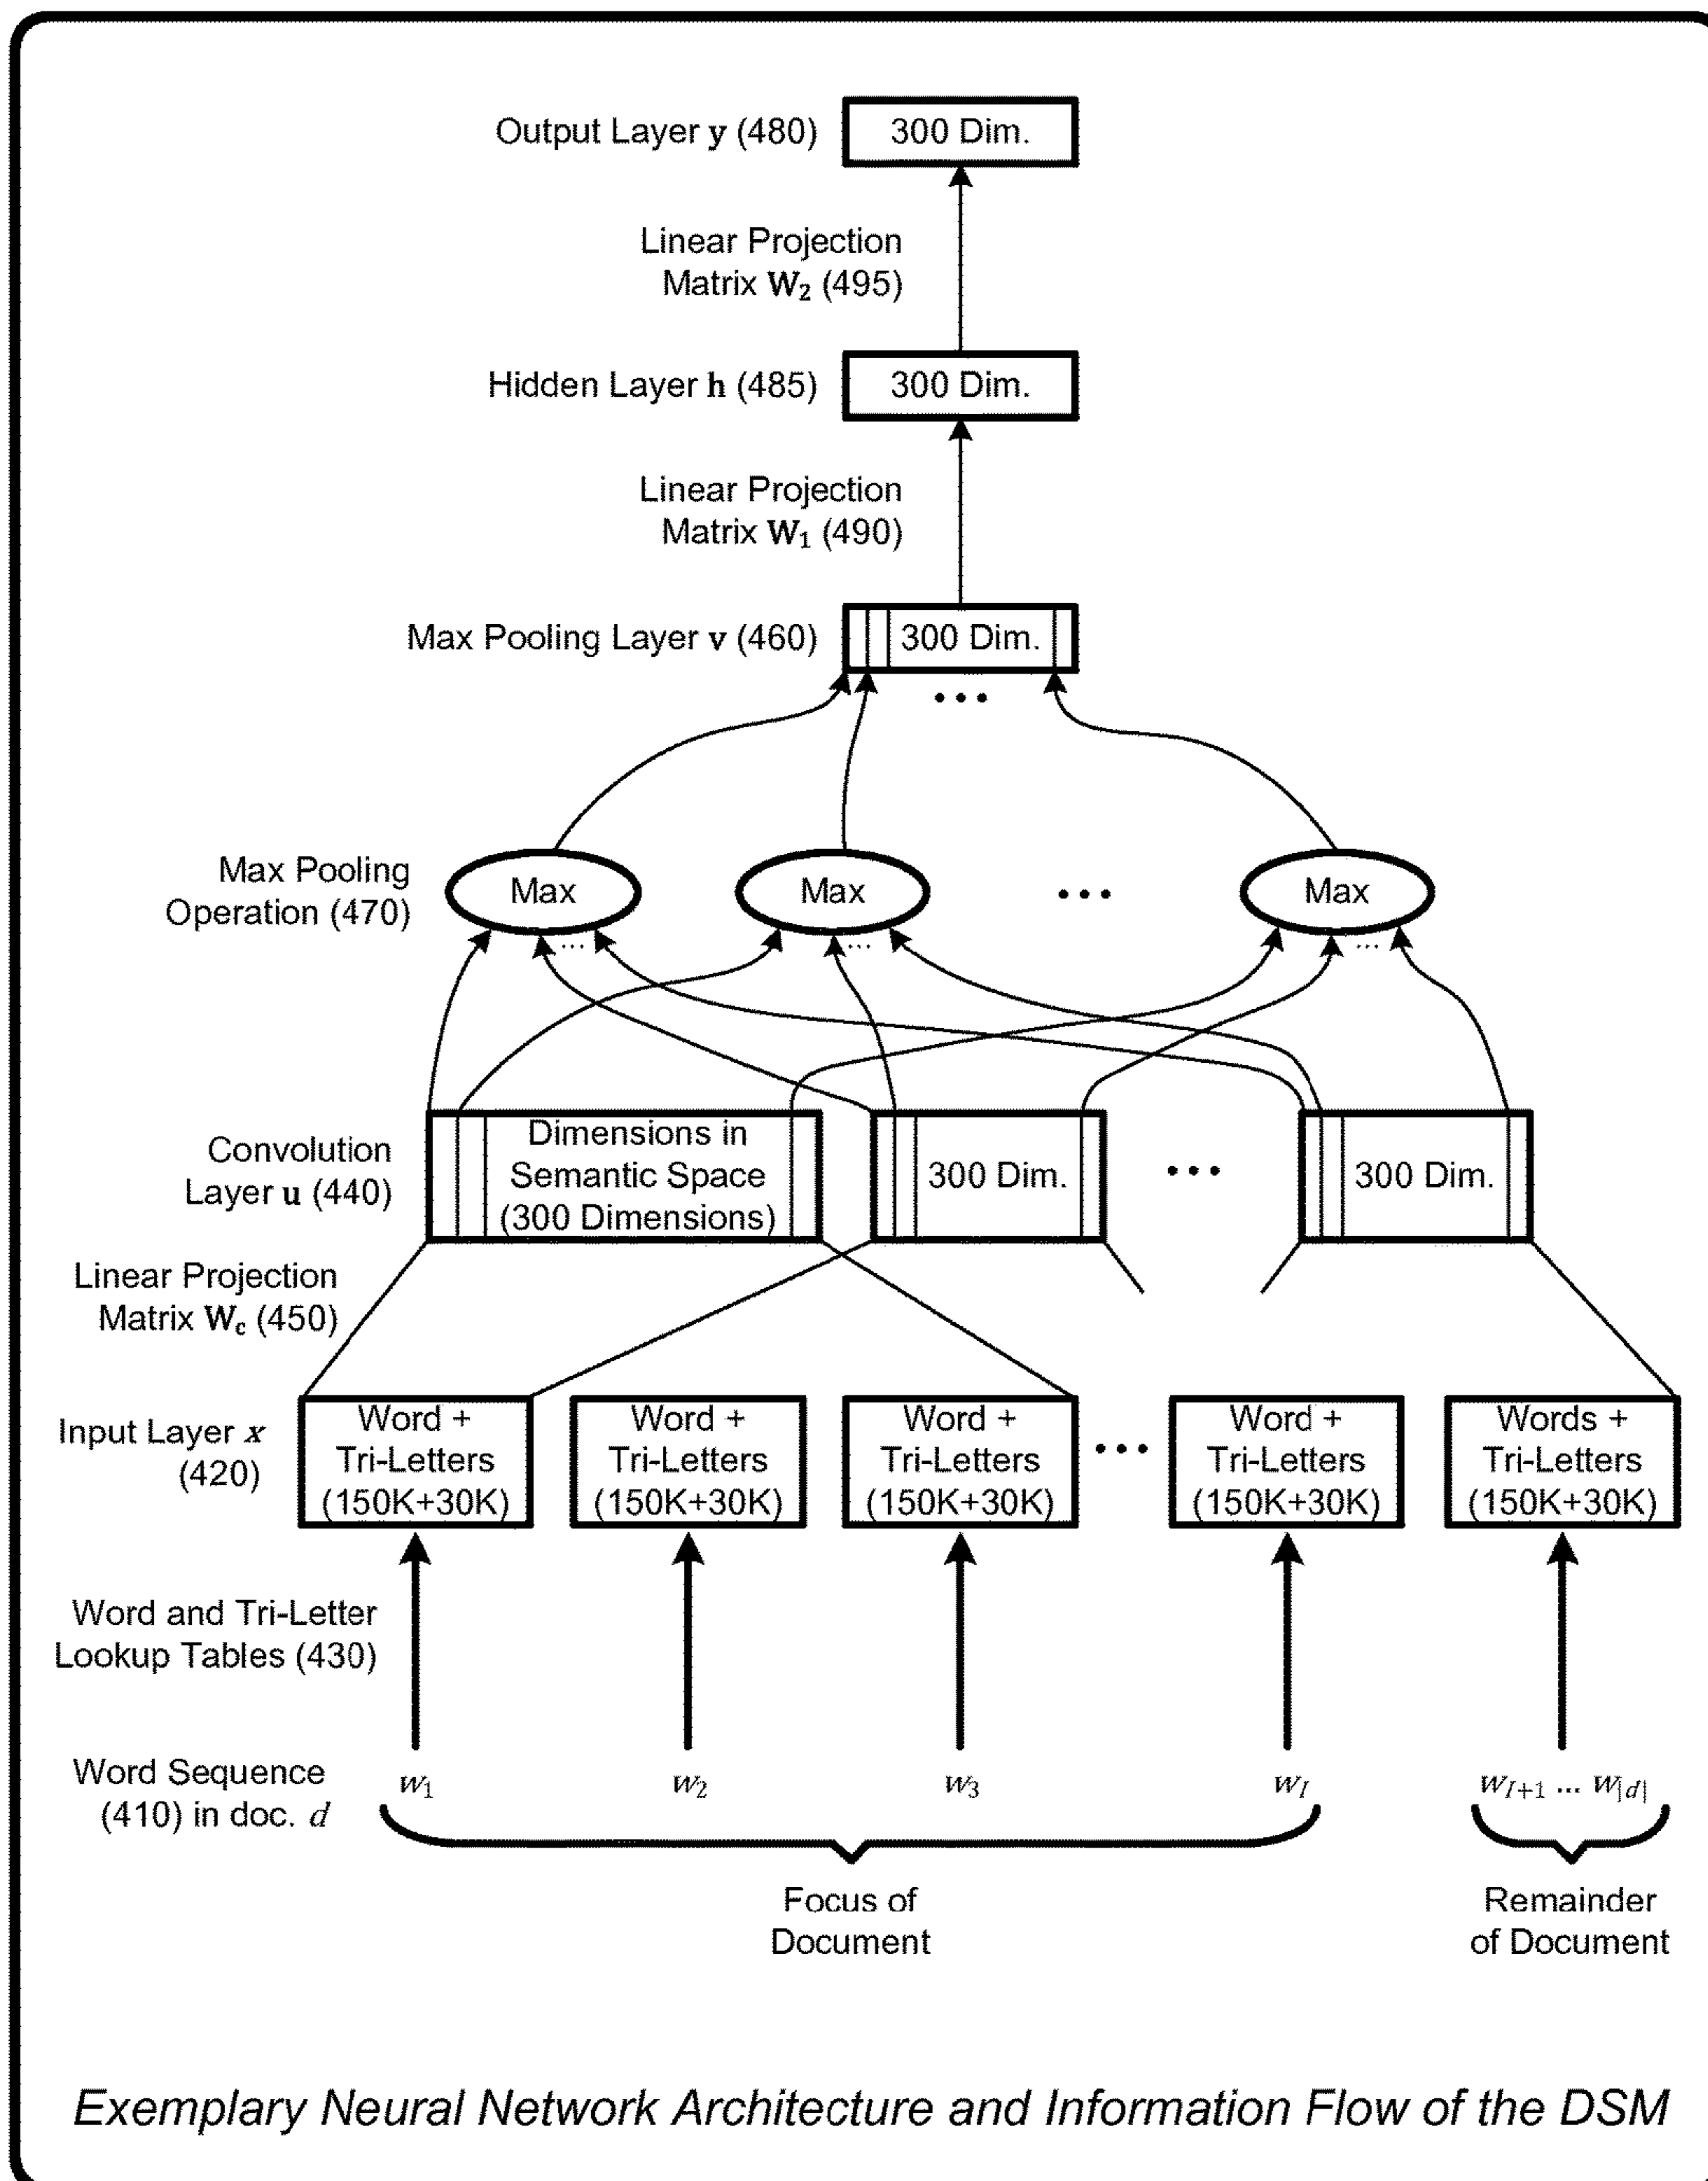 Output Layer y (480)
300 Dim.
Linear Projection
Matrix W₂ (495)
Hidden Layer h (485)
300 Dim.
Linear Projection
Matrix W₁ (490)
Max Pooling Layer v (460)
300 Dim.
...
Max Pooling
Operation (470)
Max
Max
...
Max
...
...
...
Convolution
Layer u (440)
Dimensions in
Semantic Space
(300 Dimensions)
300 Dim.
...
300 Dim.
Linear Projection
Matrix W_c (450)
Input Layer x
(420)
Word +
Tri-Letters
(150K+30K)
Word +
Tri-Letters
(150K+30K)
Word +
Tri-Letters
(150K+30K)
...
Word +
Tri-Letters
(150K+30K)
Words +
Tri-Letters
(150K+30K)
Word and Tri-Letter
Lookup Tables (430)
Word Sequence
(410) in doc. d
w₁
w₂
w₃
w_I
w_{I+1} ... w_{|d|}
Focus of
Document
Remainder
of Document
Exemplary Neural Network Architecture and Information Flow of the DSM